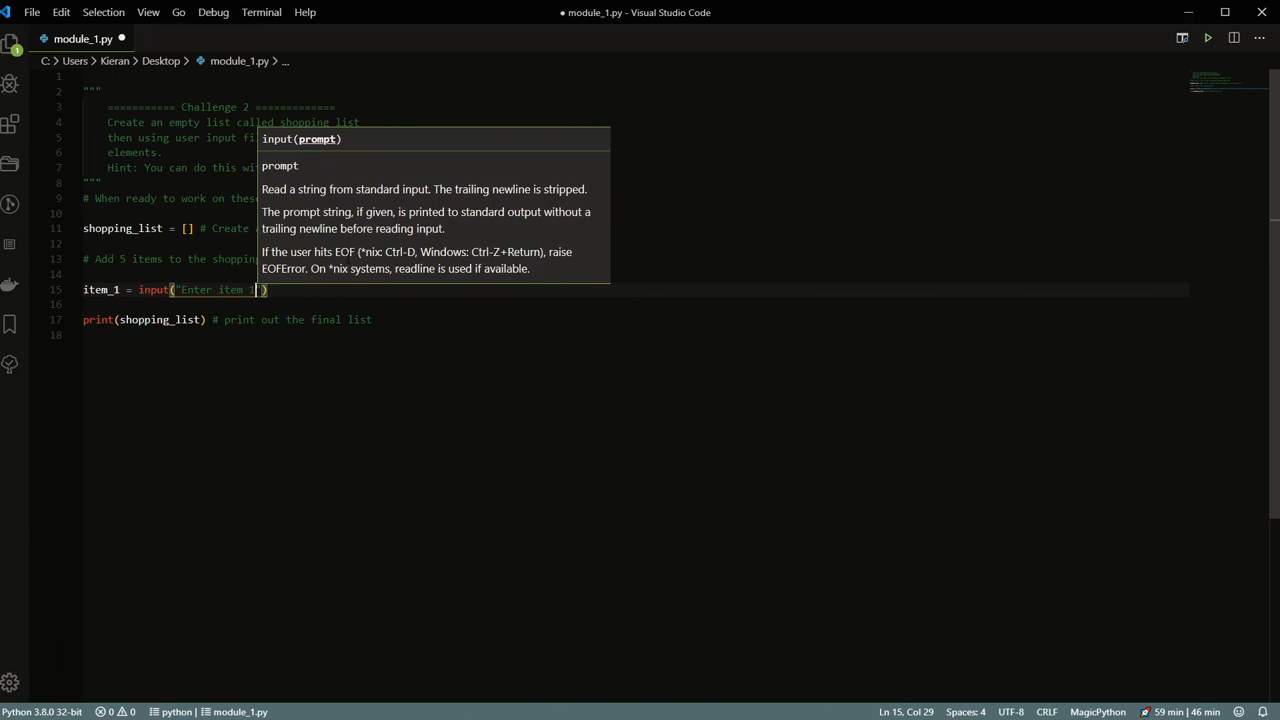 File Edit Selection View Go Debug Terminal Help
● module_1.py - Visual Studio Code
module_1.py
C: > Users > Kieran > Desktop > module_1.py > ...
1
2 """
3 =========== Challenge 2 =============
4 Create an empty list called shopping list
5 then using user input fi
6 elements.
7 Hint: You can do this wi
8 """
9 # When ready to work on these
10
11 shopping_list = [] # Create
12
13 # Add 5 items to the shopping
14
15 item_1 = input("Enter item 1")
16
17 print(shopping_list) # print out the final list
18
input(prompt)
prompt
Read a string from standard input. The trailing newline is stripped.
The prompt string, if given, is printed to standard output without a
trailing newline before reading input.
If the user hits EOF (*nix: Ctrl-D, Windows: Ctrl-Z+Return), raise
EOFError. On *nix systems, readline is used if available.
1
Python 3.8.0 32-bit 0 0 python | module_1.py Ln 15, Col 29 Spaces: 4 UTF-8 CRLF MagicPython 59 min | 46 min